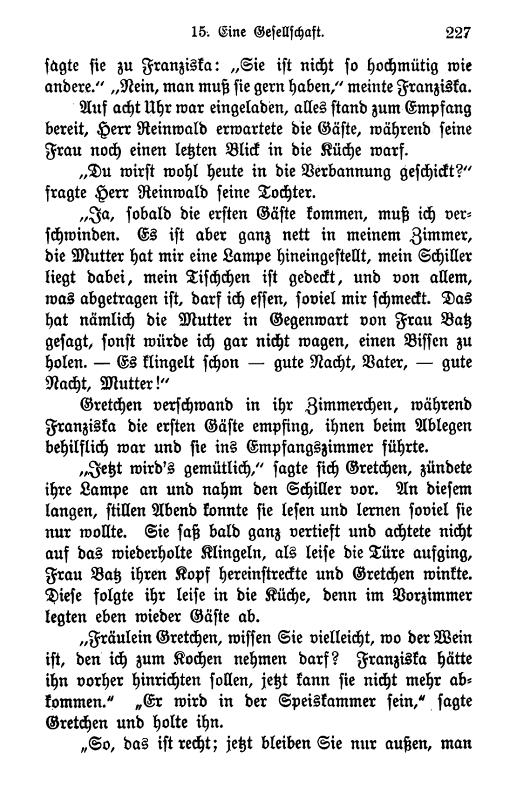 15. Eine Gesellschaft. 227
sagte sie zu Franziska: „Sie ist nicht so hochmütig wie
andere.“ „Nein, man muß sie gern haben,“ meinte Franziska.
Auf acht Uhr war eingeladen, alles stand zum Empfang
bereit, Herr Reinwald erwartete die Gäste, während seine
Frau noch einen letzten Blick in die Küche warf.
„Du wirst wohl heute in die Verbannung geschickt?“
fragte Herr Reinwald seine Tochter.
„Ja, sobald die ersten Gäste kommen, muß ich ver-
schwinden. Es ist aber ganz nett in meinem Zimmer,
die Mutter hat mir eine Lampe hineingestellt, mein Schiller
liegt dabei, mein Tischchen ist gedeckt, und von allem,
was abgetragen ist, darf ich essen, soviel mir schmeckt. Das
hat nämlich die Mutter in Gegenwart von Frau Batz
gesagt, sonst würde ich gar nicht wagen, einen Bissen zu
holen. — Es klingelt schon — gute Nacht, Vater, — gute
Nacht, Mutter!“
Gretchen verschwand in ihr Zimmerchen, während
Franziska die ersten Gäste empfing, ihnen beim Ablegen
behilflich war und sie ins Empfangszimmer führte.
„Jetzt wird's gemütlich,“ sagte sich Gretchen, zündete
ihre Lampe an und nahm den Schiller vor. An diesem
langen, stillen Abend konnte sie lesen und lernen soviel sie
nur wollte. Sie saß bald ganz vertieft und achtete nicht
auf das wiederholte Klingeln, als leise die Türe aufging,
Frau Batz ihren Kopf hereinstreckte und Gretchen winkte.
Diese folgte ihr leise in die Küche, denn im Vorzimmer
legten eben wieder Gäste ab.
„Fräulein Gretchen, wissen Sie vielleicht, wo der Wein
ist, den ich zum Kochen nehmen darf? Franziska hätte
ihn vorher hinrichten sollen, jetzt kann sie nicht mehr ab-
kommen.“ „Er wird in der Speiskammer sein,“ sagte
Gretchen und holte ihn.
„So, das ist recht; jetzt bleiben Sie nur außen, man